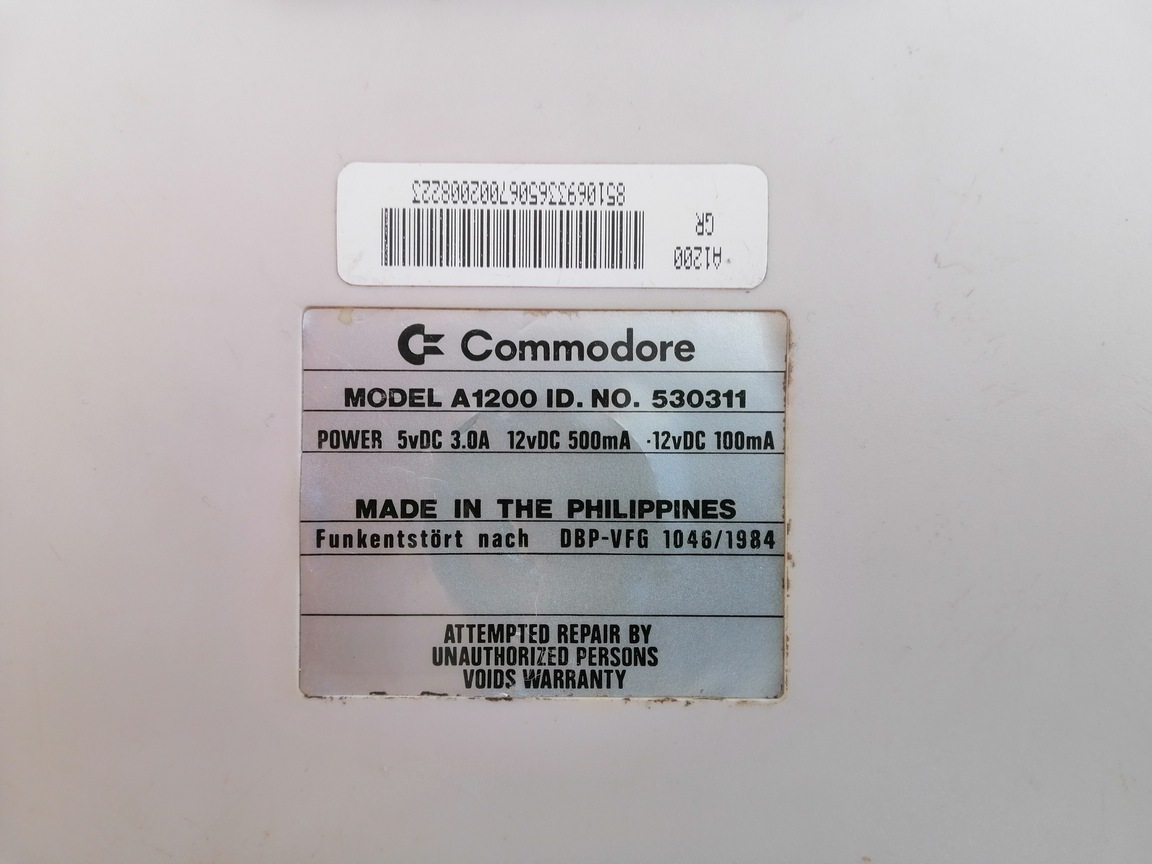 A1200
GR
8510693365067002008223
Commodore
MODEL A1200 ID. NO. 530311
POWER 5vDC 3.0A 12vDC 500mA -12vDC 100mA
MADE IN THE PHILIPPINES
Funkentstört nach DBP-VFG 1046/1984
ATTEMPTED REPAIR BY
UNAUTHORIZED PERSONS
VOIDS WARRANTY